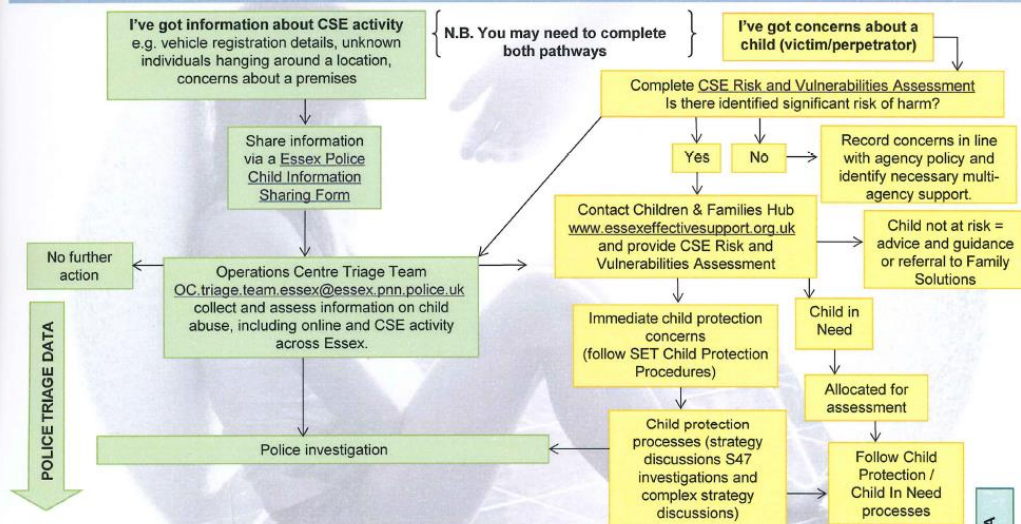 I've got information about CSE activity
e.g. vehicle registration details, unknown
individuals hanging around a location,
concerns about a premises
N.B. You may need to complete
both pathways
I've got concerns about a
child (victim/perpetrator)
Complete CSE Risk and Vulnerabilities Assessment
Is there identified significant risk of harm?
Share information
via a Essex Police
Child Information
Sharing Form
Yes
No
Record concerns in line
with agency policy and
identify necessary multi-
agency support.
Contact Children & Families Hub
www.essexeffectivesupport.org.uk
and provide CSE Risk and
Vulnerabilities Assessment
Child not at risk =
advice and guidance
or referral to Family
Solutions
No further
action
Operations Centre Triage Team
OC.triage.team.essex@essex.pnn.police.uk
collect and assess information on child
abuse, including online and CSE activity
across Essex.
Immediate child protection
concerns
(follow SET Child Protection
Procedures)
Child in
Need
Allocated for
assessment
POLICE TRIAGE DATA
Police investigation
Child protection
processes (strategy
discussions S47
investigations and
complex strategy
discussions)
Follow Child
Protection /
Child In Need
processes